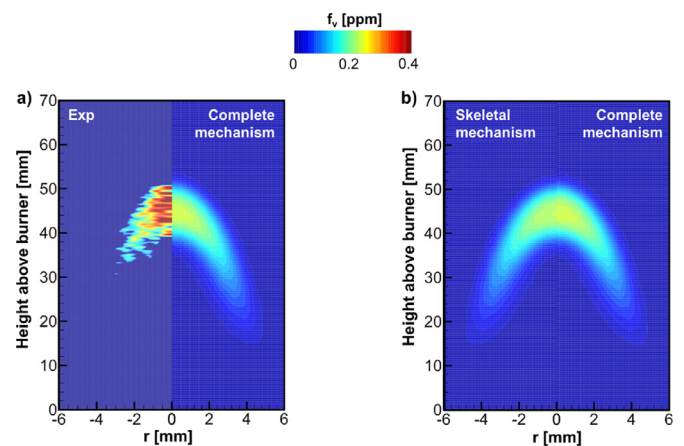 f_v [ppm]
0 0.2 0.4
a)
b)
Exp
Complete
mechanism
Skeletal
mechanism
Complete
mechanism
Height above burner [mm]
70
60
50
40
30
20
10
0
-6 -4 -2 0 2 4 6
r [mm]
Height above burner [mm]
70
60
50
40
30
20
10
0
-6 -4 -2 0 2 4 6
r [mm]